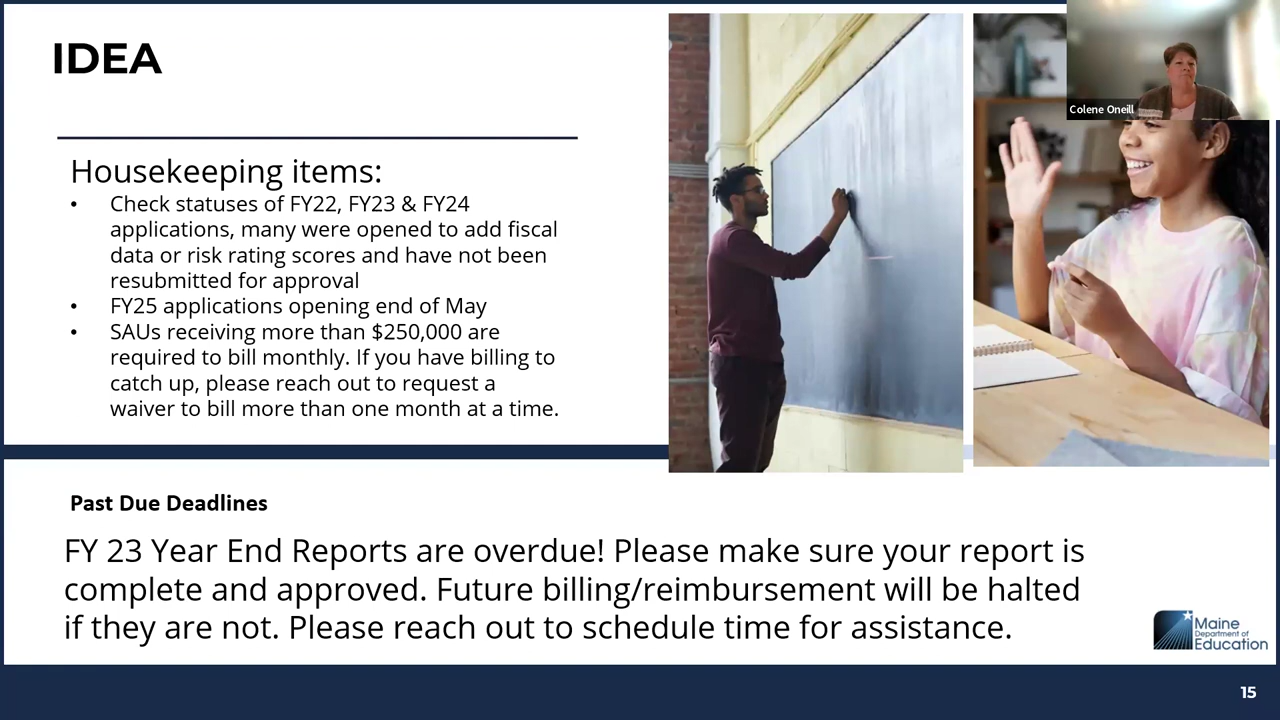 IDEA
Colene Oneill
Housekeeping items:
• Check statuses of FY22, FY23 & FY24
applications, many were opened to add fiscal
data or risk rating scores and have not been
resubmitted for approval
• FY25 applications opening end of May
• SAUs receiving more than $250,000 are
required to bill monthly. If you have billing to
catch up, please reach out to request a
waiver to bill more than one month at a time.
Past Due Deadlines
FY 23 Year End Reports are overdue! Please make sure your report is
complete and approved. Future billing/reimbursement will be halted
if they are not. Please reach out to schedule time for assistance.
Maine
Department of
Education
15